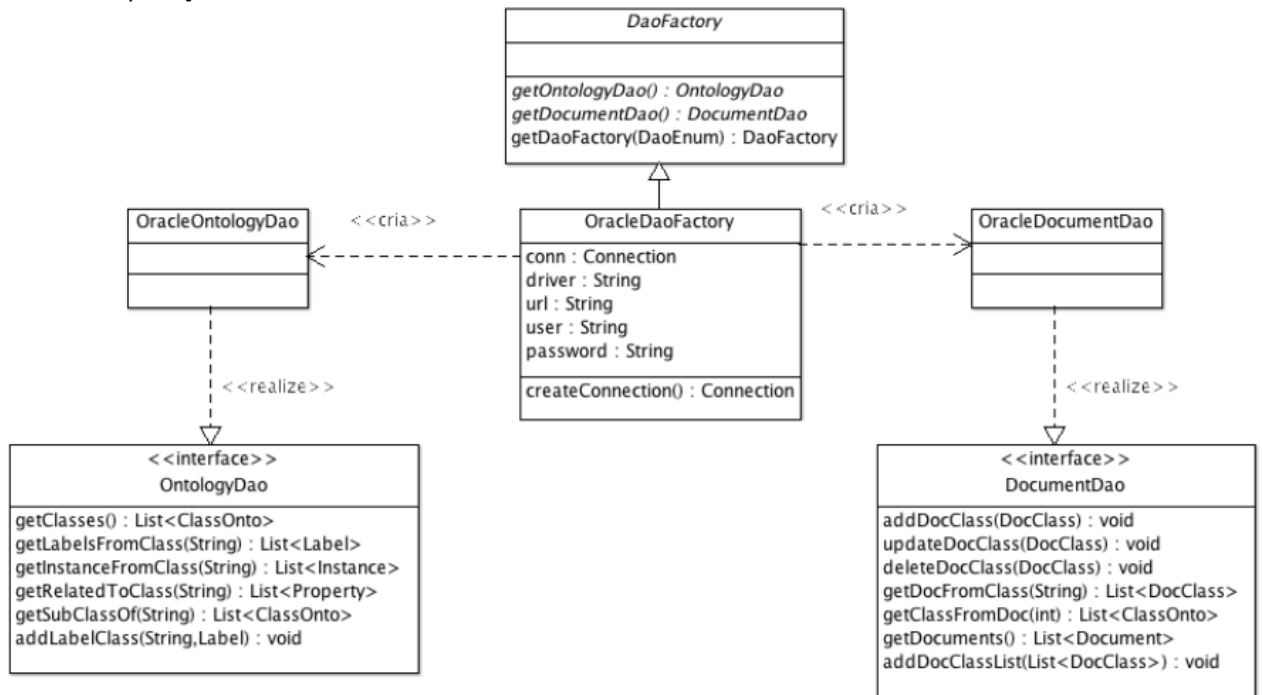 DaoFactory
getOntologyDao() : OntologyDao
getDocumentDao() : DocumentDao
getDaoFactory(DaoEnum) : DaoFactory
OracleOntologyDao
<<cria>>
OracleDaoFactory
conn : Connection
driver : String
url : String
user : String
password : String
createConnection() : Connection
<<cria>>
OracleDocumentDao
<<realize>>
<<realize>>
<<interface>>
OntologyDao
getClasses() : List<ClassOnto>
getLabelsFromClass(String) : List<Label>
getInstanceFromClass(String) : List<Instance>
getRelatedToClass(String) : List<Property>
getSubClassOf(String) : List<ClassOnto>
addLabelClass(String,Label) : void
<<interface>>
DocumentDao
addDocClass(DocClass) : void
updateDocClass(DocClass) : void
deleteDocClass(DocClass) : void
getDocFromClass(String) : List<DocClass>
getClassFromDoc(int) : List<ClassOnto>
getDocuments() : List<Document>
addDocClassList(List<DocClass>) : void